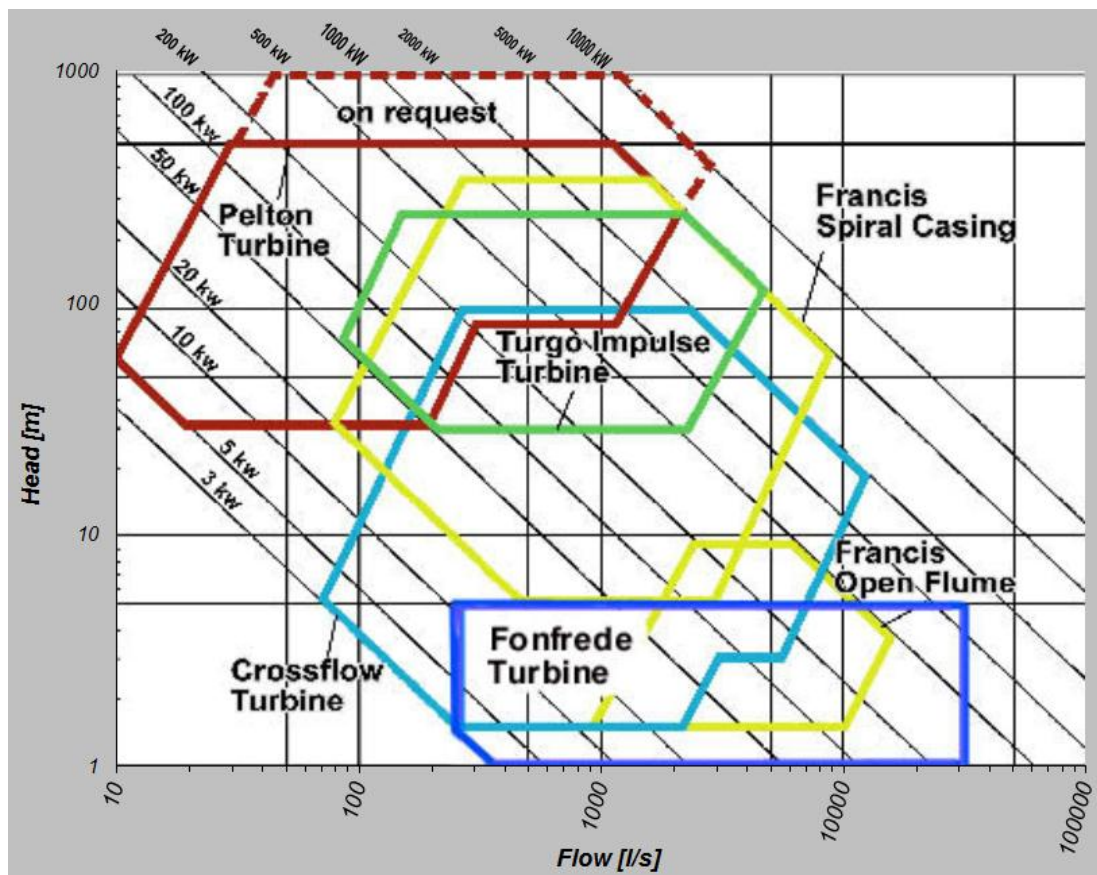 200 kW
500 kW
1000 kW
2000 kW
5000 kW
10000 kW
1000
100 kw
on request
50 kw
Pelton
Turbine
Francis
Spiral Casing
20 kw
100
Turgo Impulse
Turbine
10 kw
Head [m]
5 kw
3 kw
10
Francis
Open Flume
Fonfrede
Turbine
Crossflow
Turbine
1
10
100
1000
10000
100000
Flow [l/s]